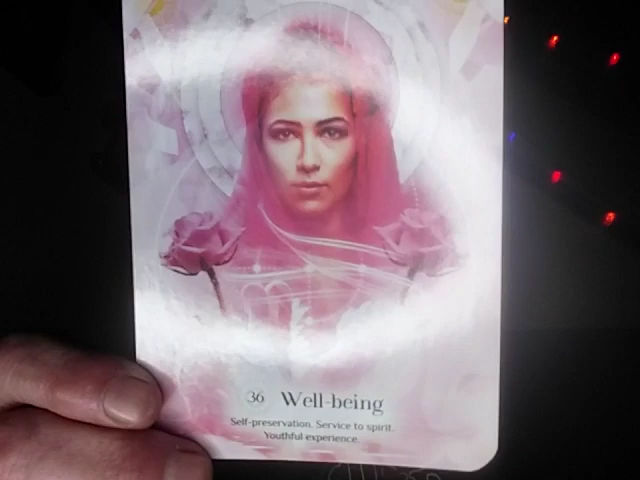 36 Well-being
Self-preservation. Service to spirit.
Youthful experience.